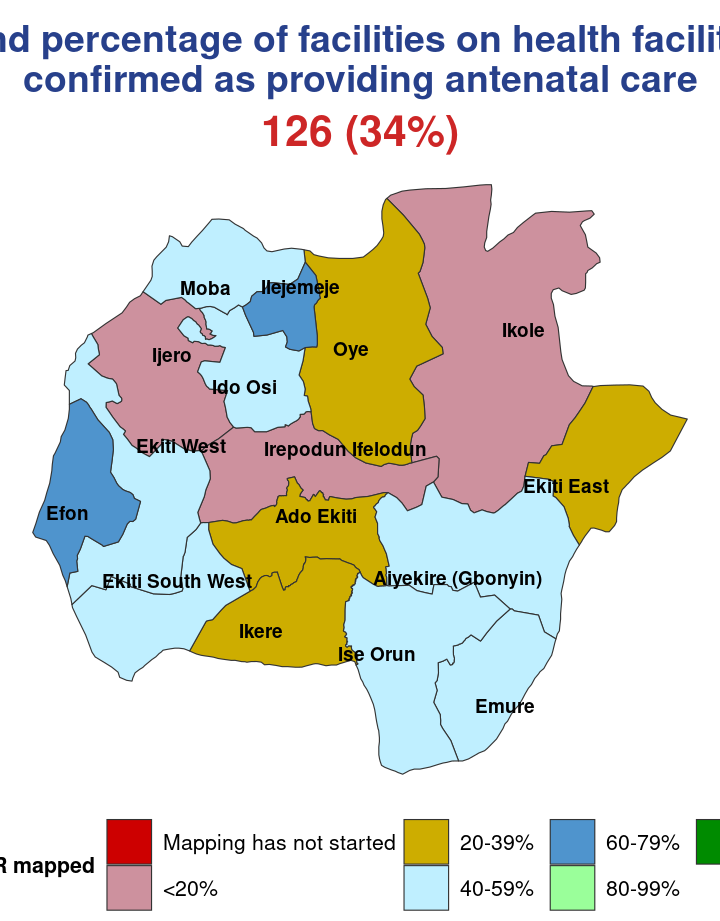 percentage of facilities on health
confirmed as providing antenatal care
126 (34%)
Moba
Ilejemeje
Ikole
Oye
Ijero
Ido Osi
Ekiti West
Irepodun Ifelodun
Ekiti East
Efon
Ado Ekiti
Ekiti South West
Aiyekire (Gbonyin)
Ikere
Ise Orun
Emure
Mapping has not started 20-39% 60-79%
R mapped
<20% 40-59% 80-99%